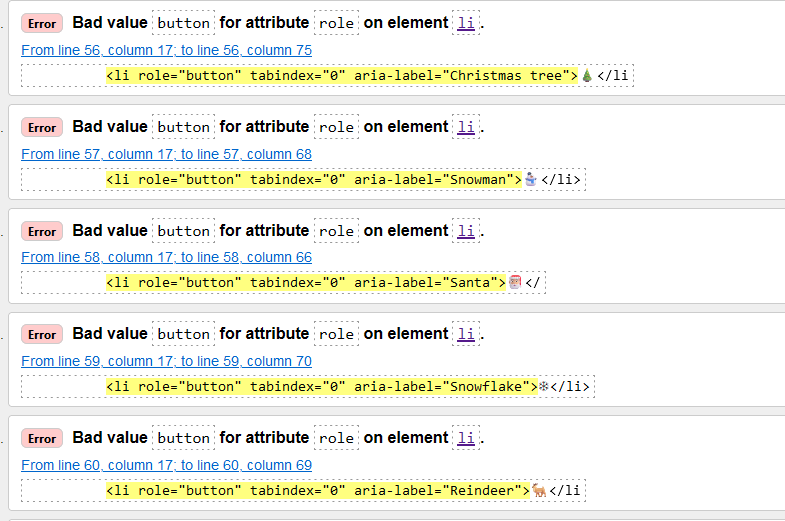 Error Bad value button for attribute role on element li.
From line 56, column 17; to line 56, column 75
<li role="button" tabindex="0" aria-label="Christmas tree">🎄</li
Error Bad value button for attribute role on element li.
From line 57, column 17; to line 57, column 68
<li role="button" tabindex="0" aria-label="Snowman">⛄</li>
Error Bad value button for attribute role on element li.
From line 58, column 17; to line 58, column 66
<li role="button" tabindex="0" aria-label="Santa">🎅</
Error Bad value button for attribute role on element li.
From line 59, column 17; to line 59, column 70
<li role="button" tabindex="0" aria-label="Snowflake">❄</li>
Error Bad value button for attribute role on element li.
From line 60, column 17; to line 60, column 69
<li role="button" tabindex="0" aria-label="Reindeer">🦌</li